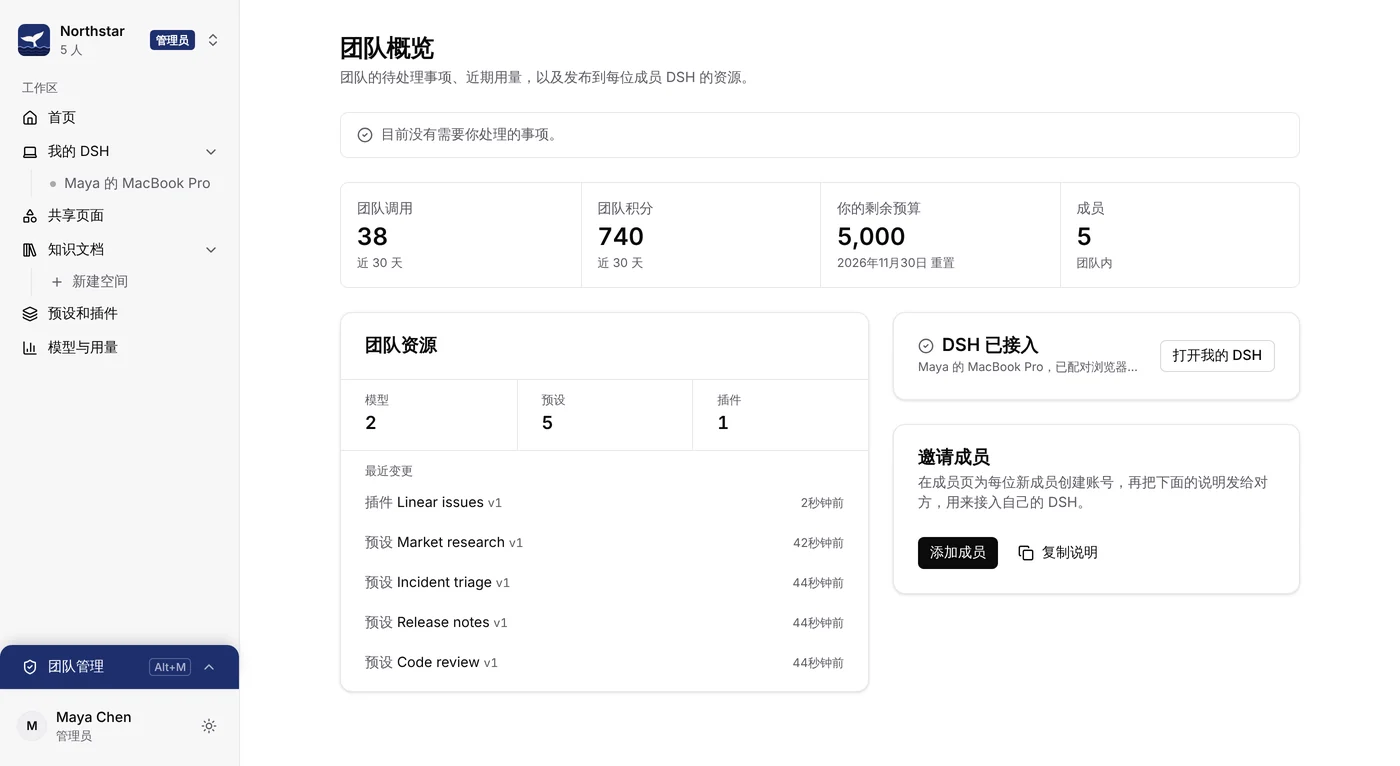 Northstar
5 人
管理员
工作区
首页
我的 DSH
Maya 的 MacBook Pro
共享页面
知识文档
新建空间
预设和插件
模型与用量
团队管理
Alt+M
M
Maya Chen
管理员
团队概览
团队的待处理事项、近期用量，以及发布到每位成员 DSH 的资源。
目前没有需要你处理的事项。
团队调用
38
近 30 天
团队积分
740
近 30 天
你的剩余预算
5,000
2026年11月30日 重置
成员
5
团队内
团队资源
模型
2
预设
5
插件
1
最近变更
插件 Linear issues v1 2秒钟前
预设 Market research v1 42秒钟前
预设 Incident triage v1 44秒钟前
预设 Release notes v1 44秒钟前
预设 Code review v1 44秒钟前
DSH 已接入
Maya 的 MacBook Pro，已配对浏览器...
打开我的 DSH
邀请成员
在成员页为每位新成员创建账号，再把下面的说明发给对
方，用来接入自己的 DSH。
添加成员
复制说明